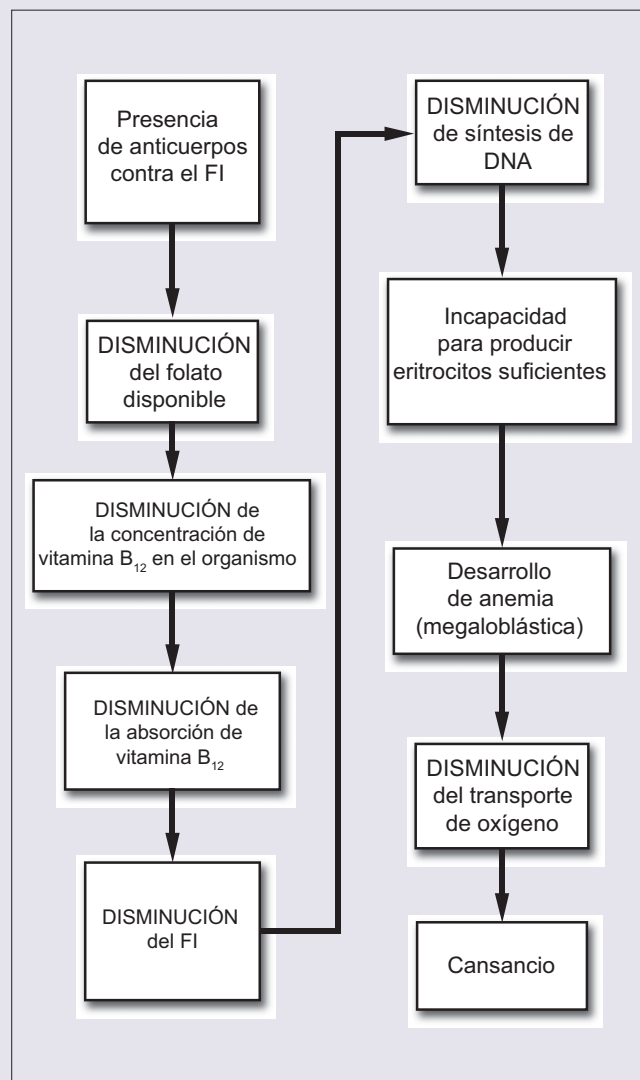 Presencia
de anticuerpos
contra el FI
DISMINUCIÓN
del folato
disponible
DISMINUCIÓN de
la concentración de
vitamina B₁₂ en el organismo
DISMINUCIÓN de
la absorción de
vitamina B₁₂
DISMINUCIÓN
del FI
DISMINUCIÓN
de síntesis de
DNA
Incapacidad
para producir
eritrocitos suficientes
Desarrollo
de anemia
(megaloblástica)
DISMINUCIÓN
del transporte
de oxígeno
Cansancio